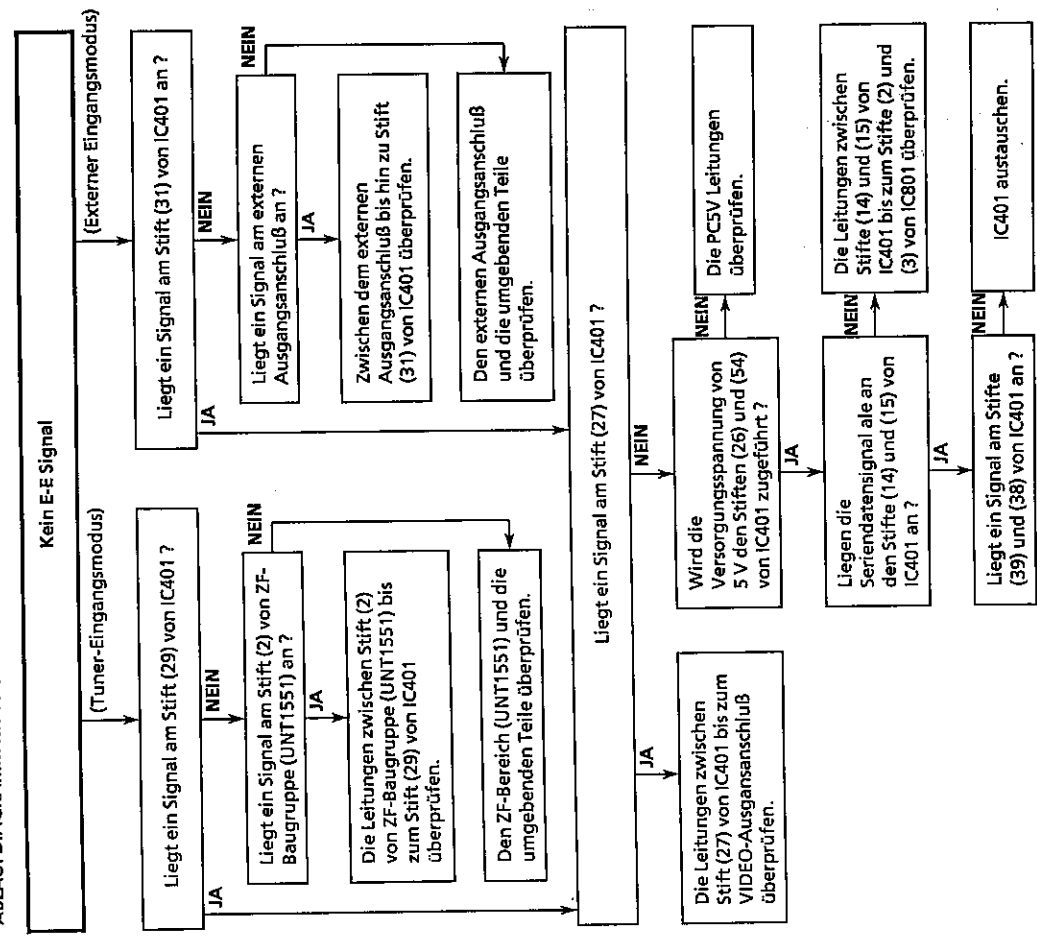 Kein E-E Signal
(Tuner-Eingangsmodus)
(Externer Eingangsmodus)
Liegt ein Signal am Stift (29) von IC401 ?
JA
NEIN
Liegt ein Signal am Stift (2) von ZF-
Baugruppe (UNT1551) an ?
NEIN
JA
Die Leitungen zwischen Stift (2)
von ZF-Baugruppe (UNT1551) bis
zum Stift (29) von IC401
überprüfen.
Den ZF-Bereich (UNT1551) und die
umgebenden Teile überprüfen.
Liegt ein Signal am Stift (31) von IC401 an ?
JA
NEIN
Liegt ein Signal am externen
Ausgangsanschluß an ?
NEIN
JA
Zwischen dem externen
Ausgangsanschluß bis hin zu Stift
(31) von IC401 überprüfen.
Den externen Ausgangsanschluß
und die umgebenden Teile
überprüfen.
Liegt ein Signal am Stift (27) von IC401 ?
JA
NEIN
Die Leitungen zwischen
Stift (27) von IC401 bis zum
VIDEO-Ausgansanschluß
überprüfen.
Wird die
Versorgungsspannung von
5 V den Stiften (26) und (54)
von IC401 zugeführt ?
NEIN
Die PC5V Leitungen
überprüfen.
JA
Liegen die
Seriendatensignal ale an
den Stifte (14) und (15) von
IC401 an ?
NEIN
Die Leitungen zwischen
Stifte (14) und (15) von
IC401 bis zum Stifte (2) und
(3) von IC801 überprüfen.
JA
Liegt ein Signal am Stifte
(39) und (38) von IC401 an ?
NEIN
IC401 austauschen.